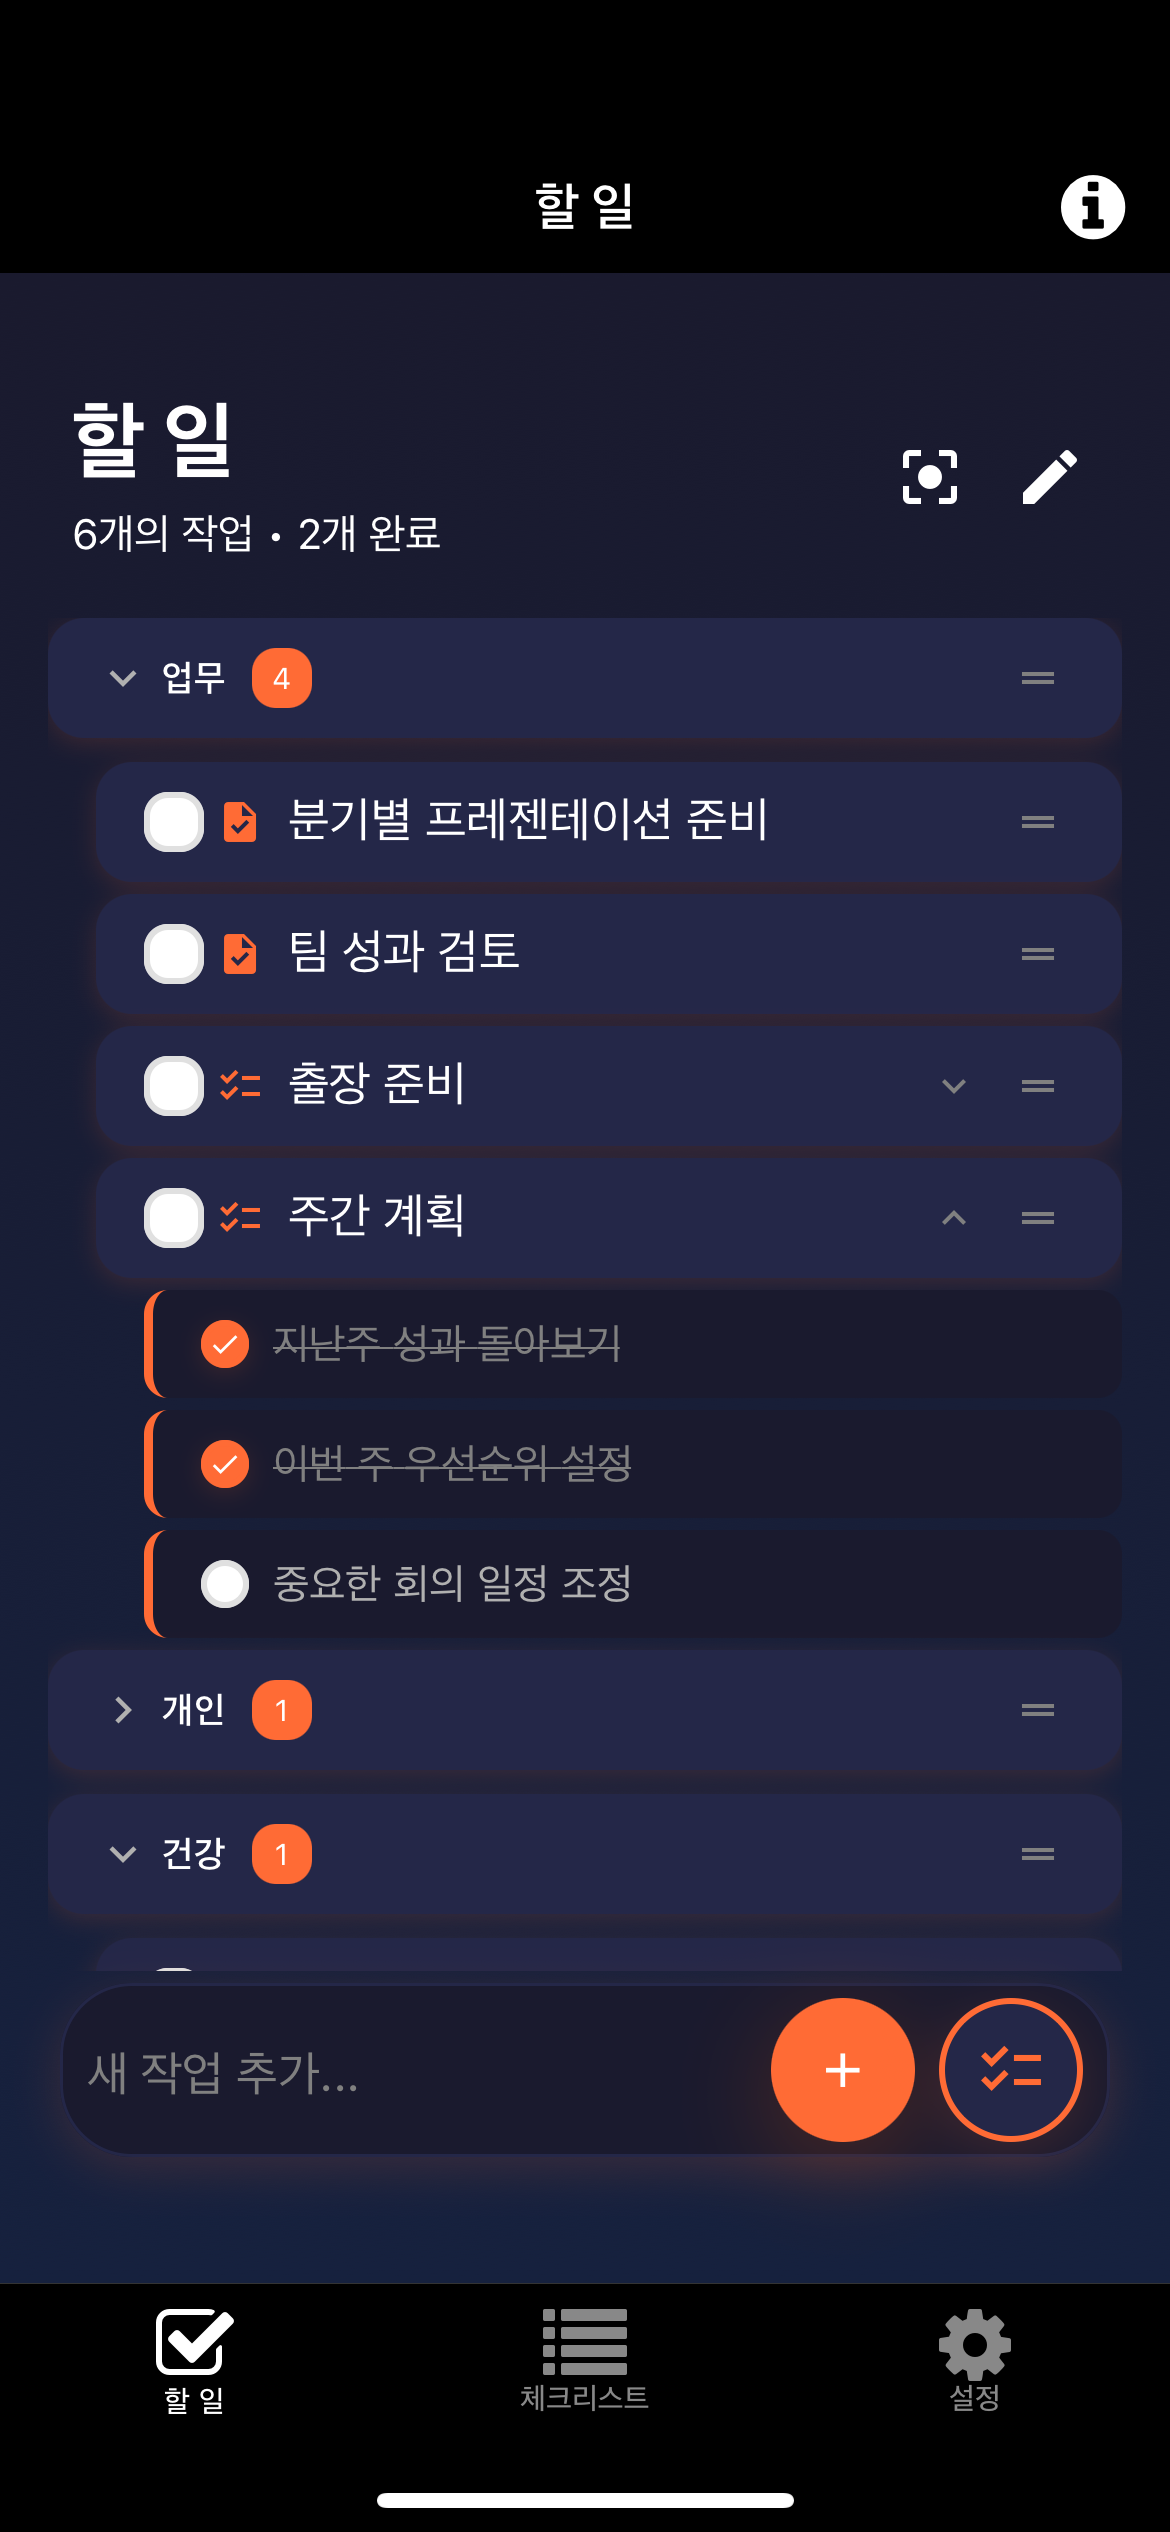 할 일
할 일
6개의 작업 • 2개 완료
업무 4
분기별 프레젠테이션 준비
팀 성과 검토
출장 준비
주간 계획
지난주 성과 돌아보기
이번 주 우선순위 설정
중요한 회의 일정 조정
개인 1
건강 1
새 작업 추가...
할 일
체크리스트
설정